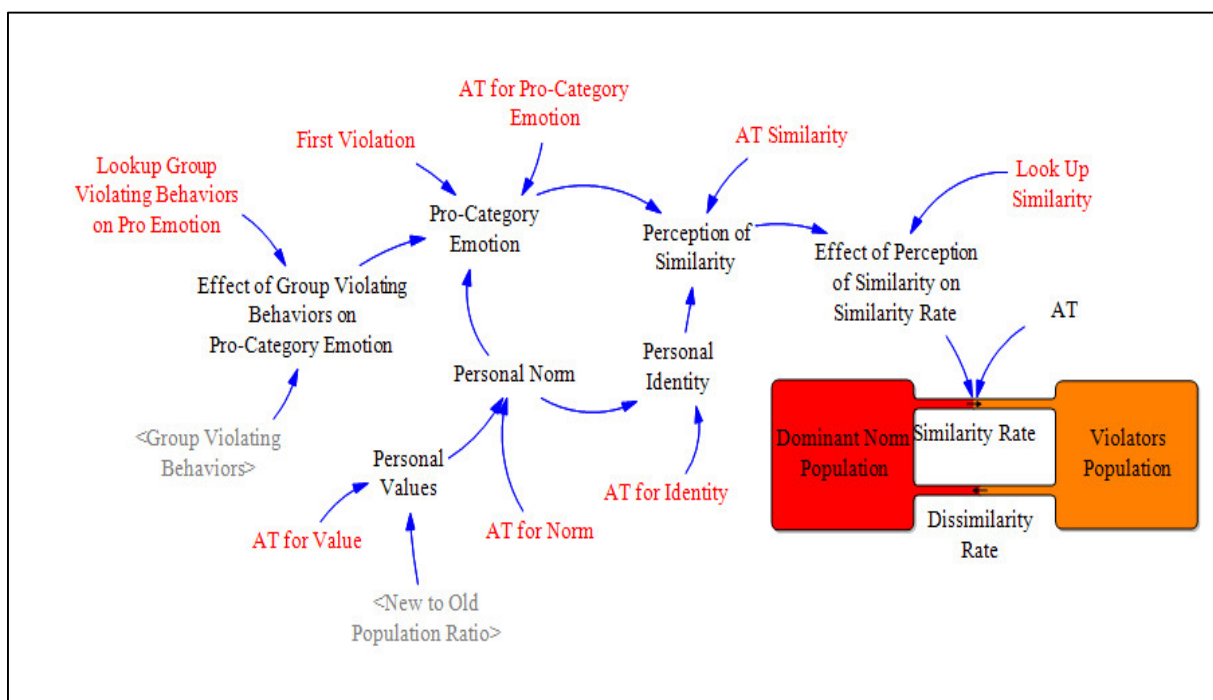 AT for Pro-Category
Emotion
First Violation
AT Similarity
Lookup Group
Violating Behaviors
on Pro Emotion
Look Up
Similarity
Pro-Category
Emotion
Perception of
Similarity
Effect of Perception
of Similarity on
Similarity Rate
Effect of Group Violating
Behaviors on
Pro-Category Emotion
AT
Personal Norm
Personal
Identity
<Group Violating
Behaviors>
Personal
Values
Dominant Norm
Population
Similarity Rate
Violators
Population
AT for Identity
AT for Value
AT for Norm
Dissimilarity
Rate
<New to Old
Population Ratio>